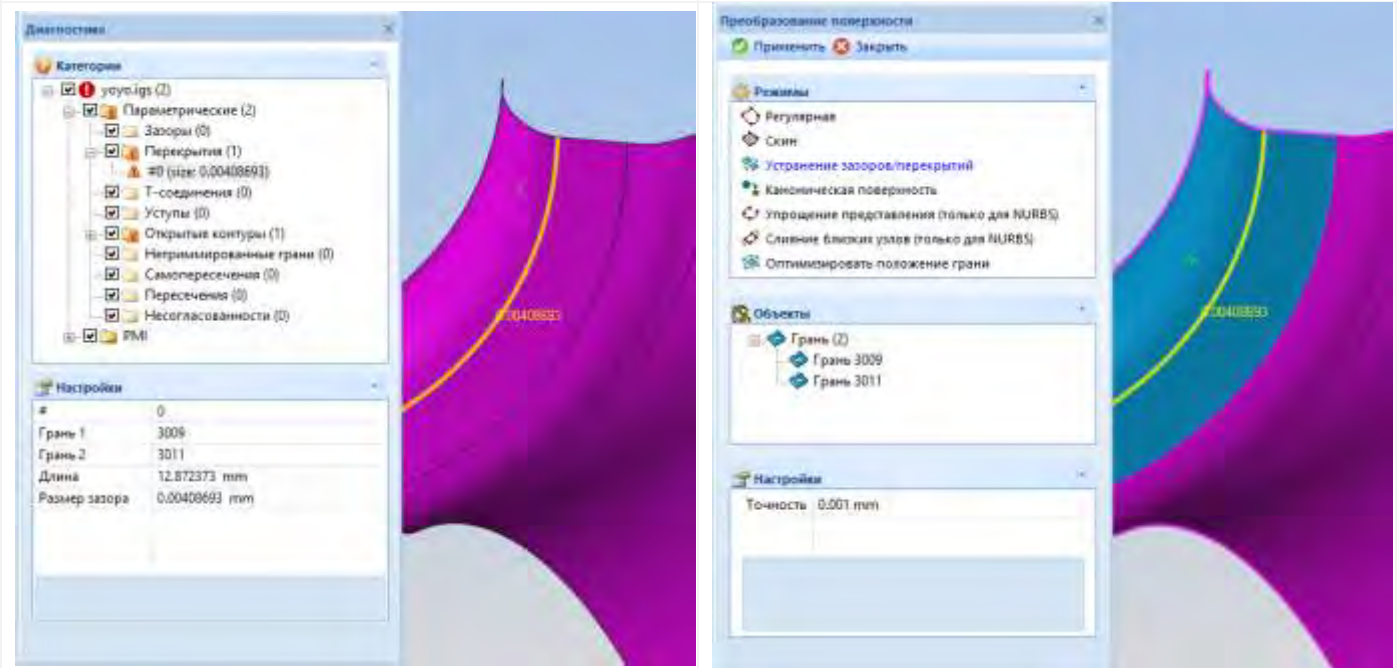 Диагностика
Категории
yoyo.igs (2)
Параметрические (2)
Зазоры (0)
Перекрытия (1)
#0 (size: 0.00408693)
Т-соединения (0)
Уступы (0)
Открытые контуры (1)
Нетриммированные грани (0)
Самопересечения (0)
Пересечения (0)
Несогласованности (0)
PMI
Настройки
# 0
Грань 1 3009
Грань 2 3011
Длина 12.872373 mm
Размер зазора 0.00408693 mm
0.00408693
Преобразование поверхности
Применить Закрыть
Режимы
Регулярная
Скин
Устранение зазоров/перекрытий
Каноническая поверхность
Упрощение представления (только для NURBS)
Слияние близких узлов (только для NURBS)
Оптимизировать положение грани
Объекты
Грань (2)
Грань 3009
Грань 3011
Настройки
Точность 0.001 mm
0.00408693